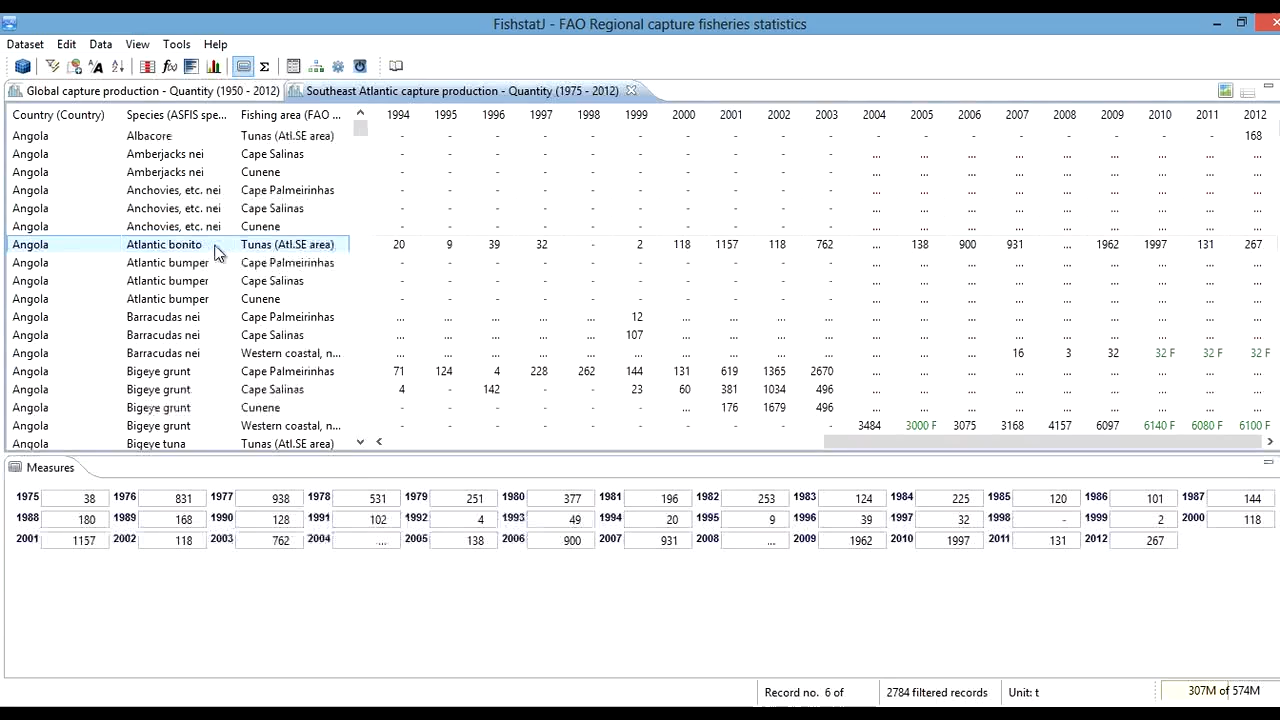 FishstatJ - FAO Regional capture fisheries statistics
Dataset Edit Data View Tools Help
Global capture production - Quantity (1950 - 2012) Southeast Atlantic capture production - Quantity (1975 - 2012)
Country (Country) Species (ASFIS spe... Fishing area (FAO ... 1994 1995 1996 1997 1998 1999 2000 2001 2002 2003 2004 2005 2006 2007 2008 2009 2010 2011 2012
Angola Albacore Tunas (Atl.SE area) - - - - - - - - - - - - - - - - - - 168
Angola Amberjacks nei Cape Salinas - - - - - - - - - - ... ... ... ... ... ... ... ... ...
Angola Amberjacks nei Cunene - - - - - - - - - - ... ... ... ... ... ... ... ... ...
Angola Anchovies, etc. nei Cape Palmeirinhas - - - - - - - - - - ... ... ... ... ... ... ... ... ...
Angola Anchovies, etc. nei Cape Salinas - - - - - - - - - - ... ... ... ... ... ... ... ... ...
Angola Anchovies, etc. nei Cunene - - - - - - - - - - ... ... ... ... ... ... ... ... ...
Angola Atlantic bonito Tunas (Atl.SE area) 20 9 39 32 - 2 118 1157 118 762 ... 138 900 931 ... 1962 1997 131 267
Angola Atlantic bumper Cape Palmeirinhas - - - - - - - - - - ... ... ... ... ... ... ... ... ...
Angola Atlantic bumper Cape Salinas - - - - - - - - - - ... ... ... ... ... ... ... ... ...
Angola Atlantic bumper Cunene - - - - - - - - - - ... ... ... ... ... ... ... ... ...
Angola Barracudas nei Cape Palmeirinhas ... ... ... ... ... 12 ... ... ... ... ... ... ... ... ... ... ... ... ...
Angola Barracudas nei Cape Salinas ... ... ... ... ... 107 ... ... ... ... ... ... ... ... ... ... ... ... ...
Angola Barracudas nei Western coastal, n... ... ... ... ... ... ... ... ... ... ... ... ... ... 16 3 32 32 F 32 F 32 F
Angola Bigeye grunt Cape Palmeirinhas 71 124 4 228 262 144 131 619 1365 2670 ... ... ... ... ... ... ... ... ...
Angola Bigeye grunt Cape Salinas 4 - 142 - - 23 60 381 1034 496 ... ... ... ... ... ... ... ... ...
Angola Bigeye grunt Cunene - - - - - - ... 176 1679 496 ... ... ... ... ... ... ... ... ...
Angola Bigeye grunt Western coastal, n... - - - - - - - - - - 3484 3000 F 3075 3168 4157 6097 6140 F 6080 F 6100 F
Angola Bigeye tuna Tunas (Atl.SE area)
Measures
1975 38 1976 831 1977 938 1978 531 1979 251 1980 377 1981 196 1982 253 1983 124 1984 225 1985 120 1986 101 1987 144
1988 180 1989 168 1990 128 1991 102 1992 4 1993 49 1994 20 1995 9 1996 39 1997 32 1998 - 1999 2 2000 118
2001 1157 2002 118 2003 762 2004 ... 2005 138 2006 900 2007 931 2008 ... 2009 1962 2010 1997 2011 131 2012 267
Record no. 6 of 2784 filtered records Unit: t 307M of 574M